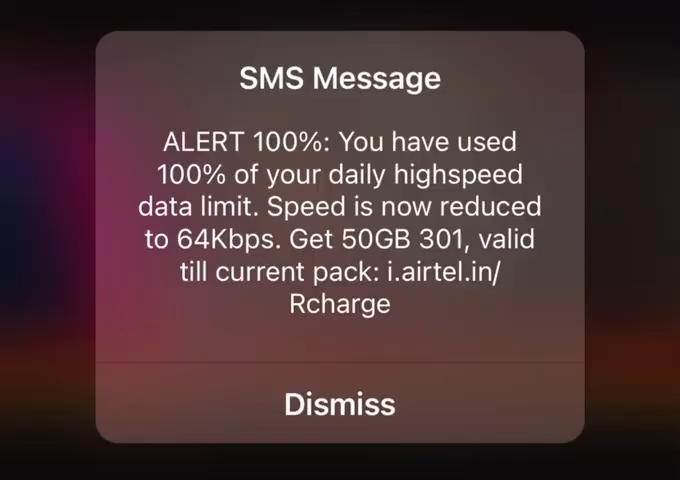 SMS Message
ALERT 100%: You have used
100% of your daily highspeed
data limit. Speed is now reduced
to 64Kbps. Get 50GB 301, valid
till current pack: i.airtel.in/
Rcharge
Dismiss